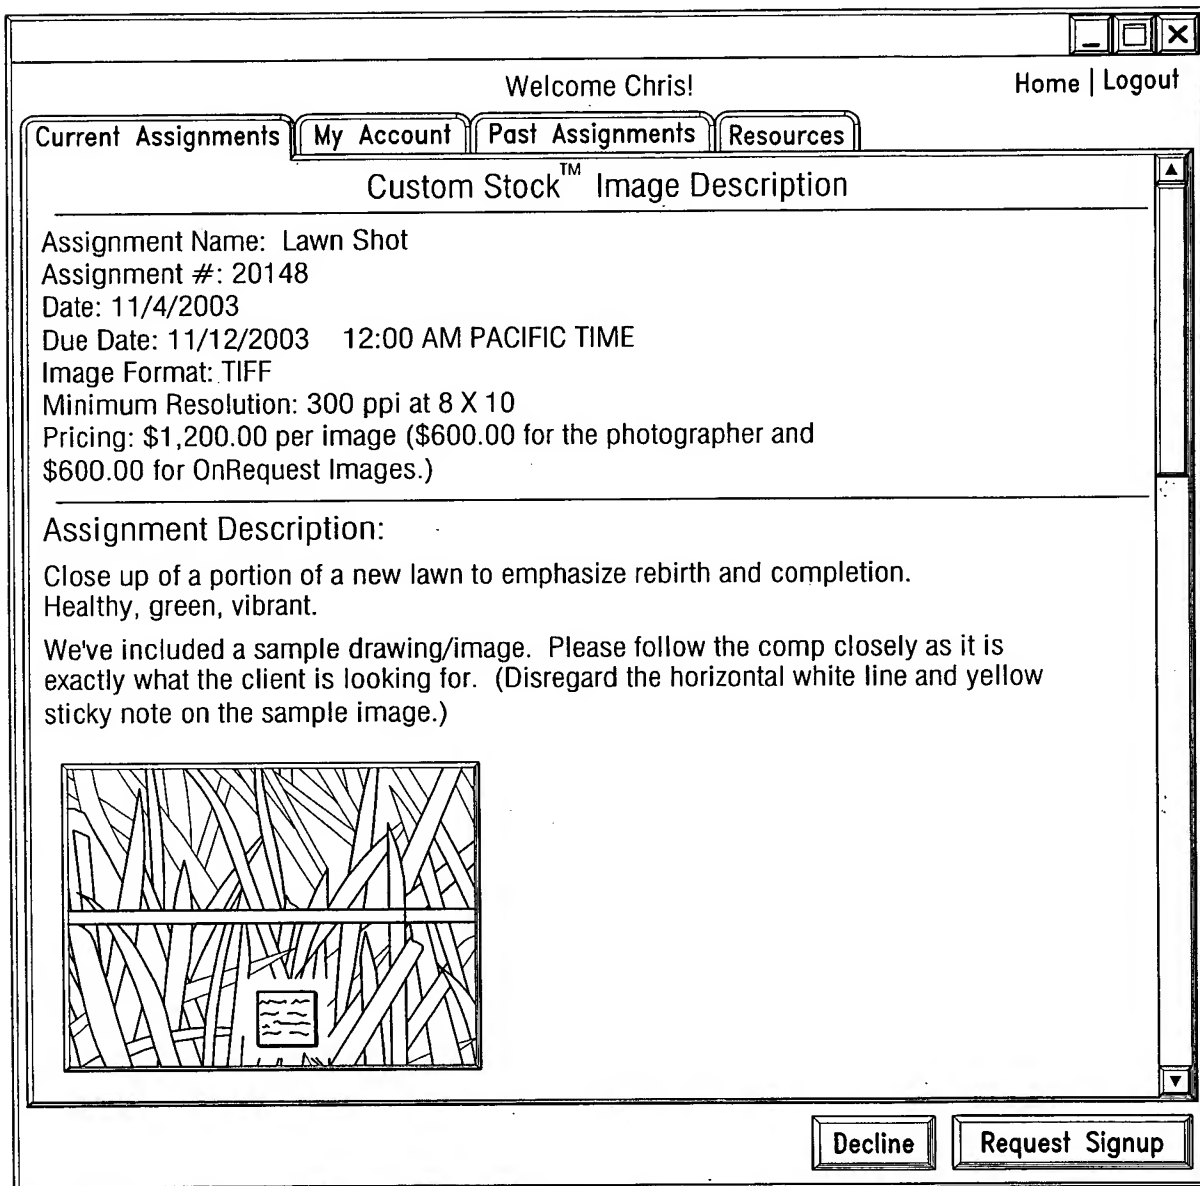 Welcome Chris!
Home | Logout
Current Assignments
My Account
Past Assignments
Resources
Custom Stock™ Image Description
Assignment Name: Lawn Shot
Assignment #: 20148
Date: 11/4/2003
Due Date: 11/12/2003 12:00 AM PACIFIC TIME
Image Format: TIFF
Minimum Resolution: 300 ppi at 8 X 10
Pricing: $1,200.00 per image ($600.00 for the photographer and
$600.00 for OnRequest Images.)
Assignment Description:
Close up of a portion of a new lawn to emphasize rebirth and completion.
Healthy, green, vibrant.
We've included a sample drawing/image. Please follow the comp closely as it is
exactly what the client is looking for. (Disregard the horizontal white line and yellow
sticky note on the sample image.)
Decline
Request Signup